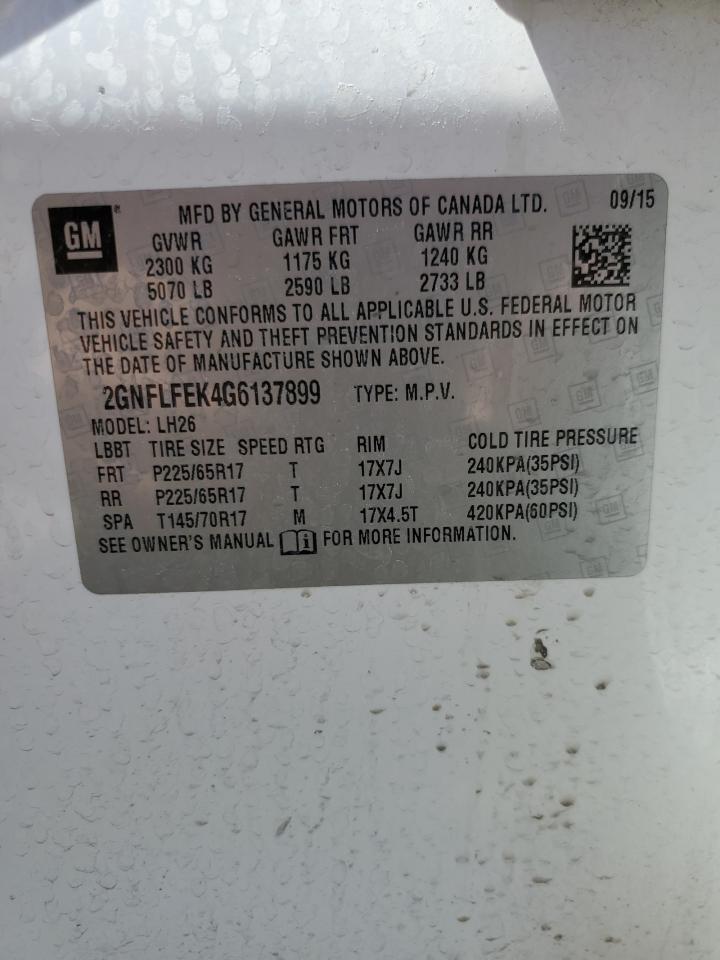 GM
MFD BY GENERAL MOTORS OF CANADA LTD. 09/15
GVWR GAWR FRT GAWR RR
2300 KG 1175 KG 1240 KG
5070 LB 2590 LB 2733 LB
THIS VEHICLE CONFORMS TO ALL APPLICABLE U.S. FEDERAL MOTOR
VEHICLE SAFETY AND THEFT PREVENTION STANDARDS IN EFFECT ON
THE DATE OF MANUFACTURE SHOWN ABOVE.
2GNFLFEK4G6137899 TYPE: M.P.V.
MODEL: LH26
LBBT TIRE SIZE SPEED RTG RIM COLD TIRE PRESSURE
FRT P225/65R17 T 17X7J 240KPA(35PSI)
RR P225/65R17 T 17X7J 240KPA(35PSI)
SPA T145/70R17 M 17X4.5T 420KPA(60PSI)
SEE OWNER'S MANUAL FOR MORE INFORMATION.